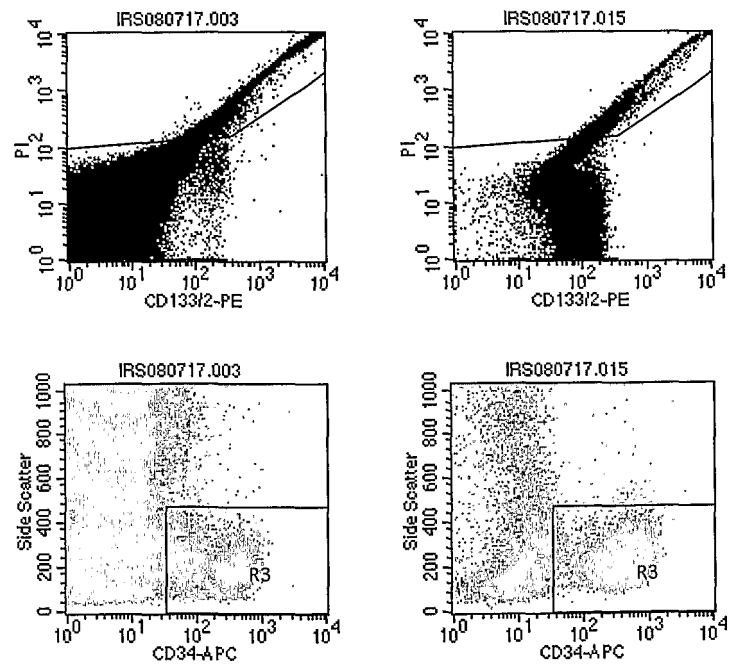 IRS080717.003
10^4
10^3
PI
10^2
10^1
10^0
10^0 10^1 10^2 10^3 10^4
CD133/2-PE
IRS080717.015
10^4
10^3
PI
10^2
10^1
10^0
10^0 10^1 10^2 10^3 10^4
CD133/2-PE
IRS080717.003
1000
800
600
Side Scatter
400
200
0
R3
10^0 10^1 10^2 10^3 10^4
CD34-APC
IRS080717.015
1000
800
600
Side Scatter
400
200
0
R3
10^0 10^1 10^2 10^3 10^4
CD34-APC